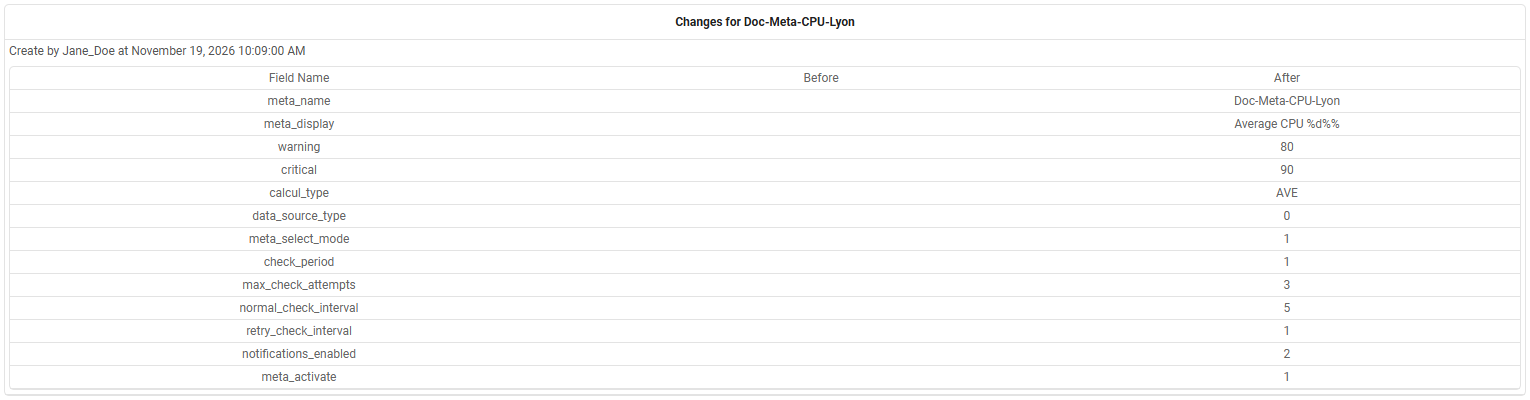 Changes for Doc-Meta-CPU-Lyon
Create by Jane_Doe at November 19, 2026 10:09:00 AM
Field Name Before After
meta_name Doc-Meta-CPU-Lyon
meta_display Average CPU %d%%
warning 80
critical 90
calcul_type AVE
data_source_type 0
meta_select_mode 1
check_period 1
max_check_attempts 3
normal_check_interval 5
retry_check_interval 1
notifications_enabled 2
meta_activate 1